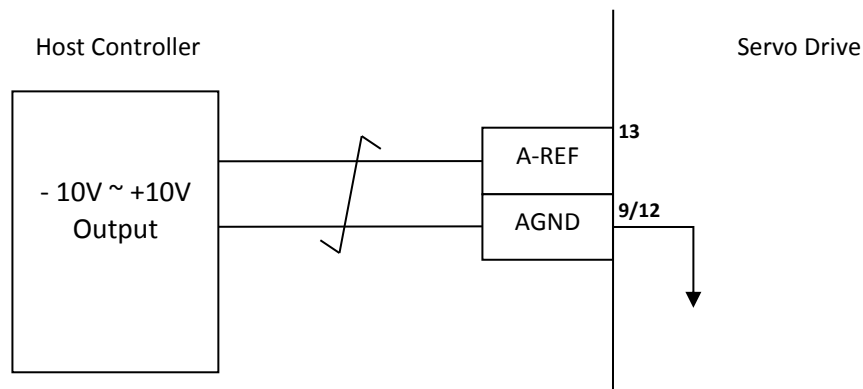 Host Controller
Servo Drive
- 10V ~ +10V
Output
A-REF
13
AGND
9/12